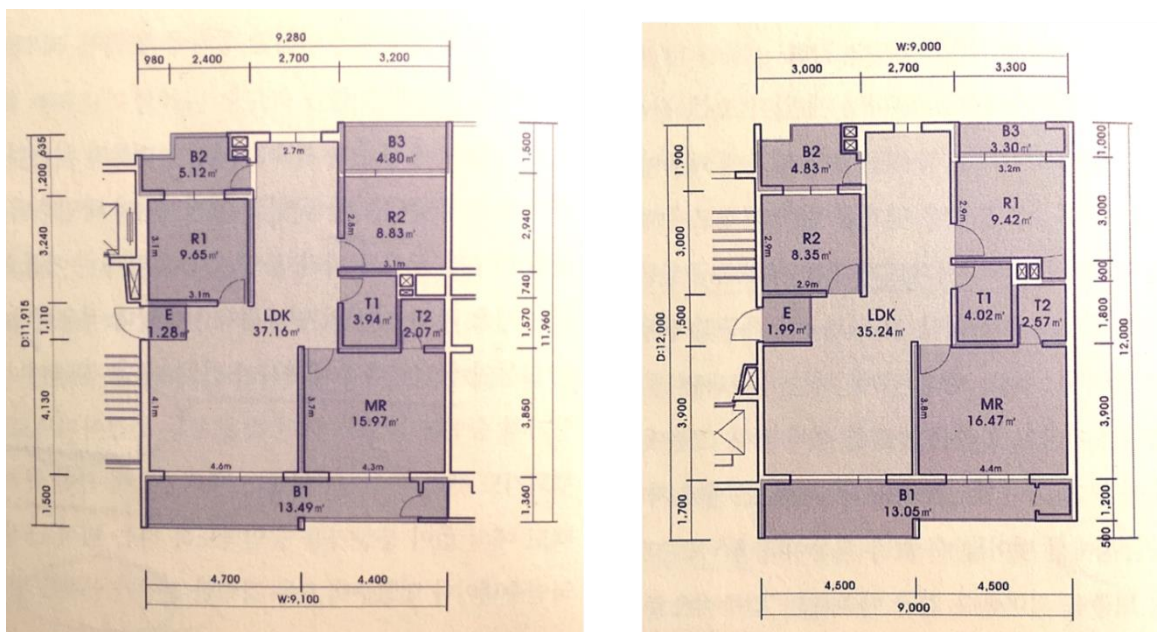 9,280
980
2,400
2,700
3,200
D:11,915
635
1,200
3,240
1,110
4,130
1,500
1,500
2,940
740
1,570
3,850
1,360
11,960
B2
5.12㎡
2.7m
B3
4.80㎡
R1
9.65㎡
3.1m
3.1m
R2
8.83㎡
2.8m
3.1m
E
1.28㎡
LDK
37.16㎡
T1
3.94㎡
T2
2.07㎡
4.1m
4.6m
3.7m
MR
15.97㎡
4.3m
B1
13.49㎡
4,700
4,400
W:9,100
W:9,000
3,000
2,700
3,300
D:12,000
1,900
3,000
1,500
3,900
1,700
1,000
3,000
600
1,800
3,900
1,200
500
12,000
B2
4.83㎡
B3
3.30㎡
3.2m
R1
9.42㎡
2.9m
R2
8.35㎡
2.9m
2.9m
E
1.99㎡
LDK
35.24㎡
T1
4.02㎡
T2
2.57㎡
3.8m
MR
16.47㎡
4.4m
B1
13.05㎡
4,500
4,500
9,000